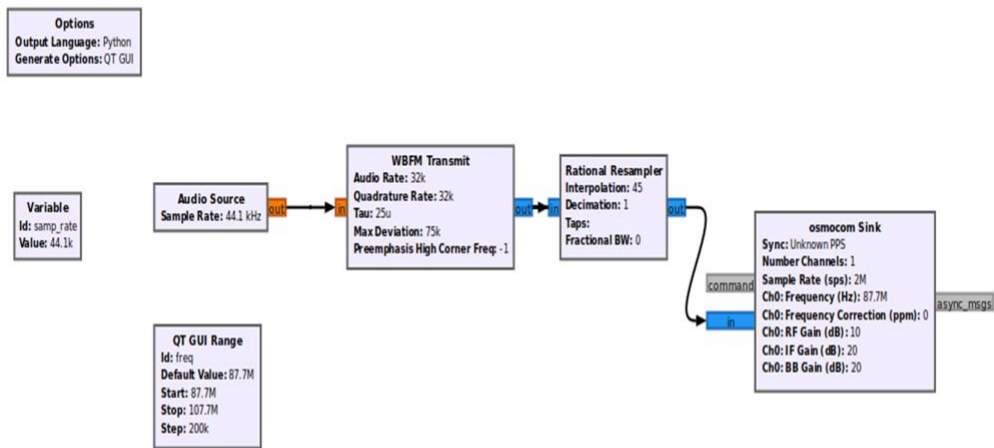 Options
Output Language: Python
Generate Options: QT GUI
Variable
Id: samp_rate
Value: 44.1k
Audio Source
Sample Rate: 44.1 kHz
out
in
WBFM Transmit
Audio Rate: 32k
Quadrature Rate: 32k
Tau: 25u
Max Deviation: 75k
Preemphasis High Corner Freq: -1
out
in
Rational Resampler
Interpolation: 45
Decimation: 1
Taps:
Fractional BW: 0
out
command
in
osmocom Sink
Sync: Unknown PPS
Number Channels: 1
Sample Rate (sps): 2M
Ch0: Frequency (Hz): 87.7M
Ch0: Frequency Correction (ppm): 0
Ch0: RF Gain (dB): 10
Ch0: IF Gain (dB): 20
Ch0: BB Gain (dB): 20
async_msgs
QT GUI Range
Id: freq
Default Value: 87.7M
Start: 87.7M
Stop: 107.7M
Step: 200k